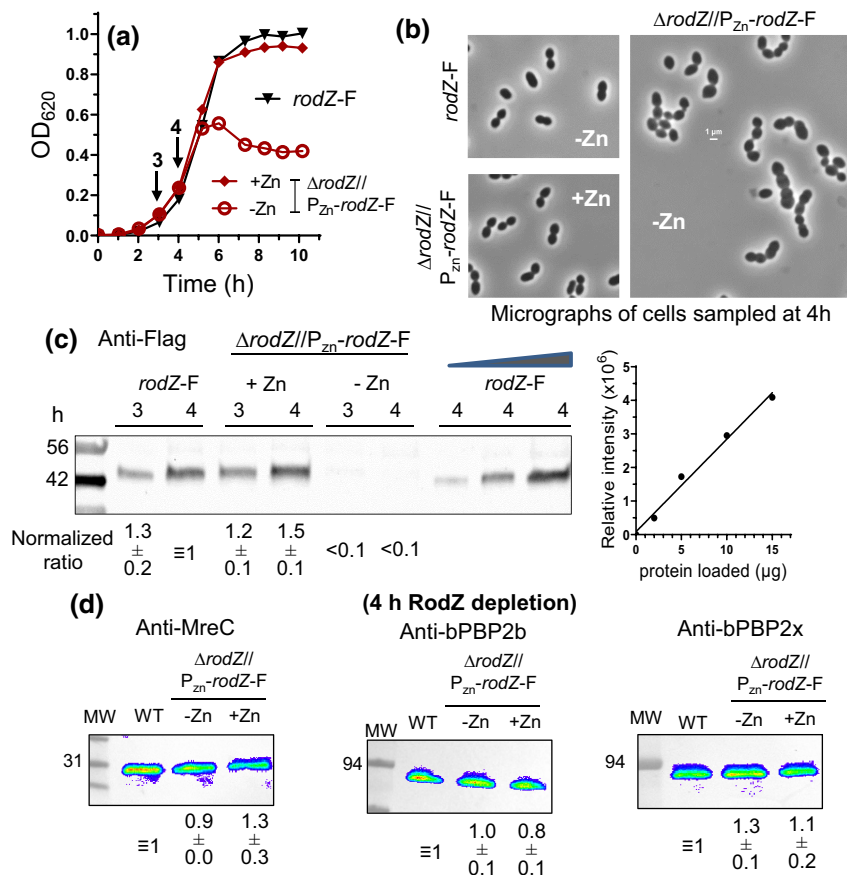 (a)
OD620
1.0
0.8
0.6
0.4
0.2
0.0
3
4
rodZ-F
+Zn
-Zn
ΔrodZ//
PZn-rodZ-F
0 2 4 6 8 10 12
Time (h)
(b)
ΔrodZ//PZn-rodZ-F
rodZ-F
-Zn
ΔrodZ//
Pzn-rodZ-F
+Zn
1 µm
-Zn
Micrographs of cells sampled at 4h
(c) Anti-Flag
ΔrodZ//Pzn-rodZ-F
rodZ-F + Zn - Zn rodZ-F
h 3 4 3 4 3 4 4 4 4
56
42
Normalized
ratio
1.3 ± 0.2 ≡1 1.2 ± 0.1 1.5 ± 0.1 <0.1 <0.1
Relative intensity (x10⁶)
5
4
3
2
1
0
0 5 10 15
protein loaded (µg)
(d)
(4 h RodZ depletion)
Anti-MreC
ΔrodZ//
Pzn-rodZ-F
MW WT -Zn +Zn
31
≡1 0.9 ± 0.0 1.3 ± 0.3
Anti-bPBP2b
ΔrodZ//
Pzn-rodZ-F
MW WT -Zn +Zn
94
≡1 1.0 ± 0.1 0.8 ± 0.1
Anti-bPBP2x
ΔrodZ//
Pzn-rodZ-F
MW WT -Zn +Zn
94
≡1 1.3 ± 0.1 1.1 ± 0.2